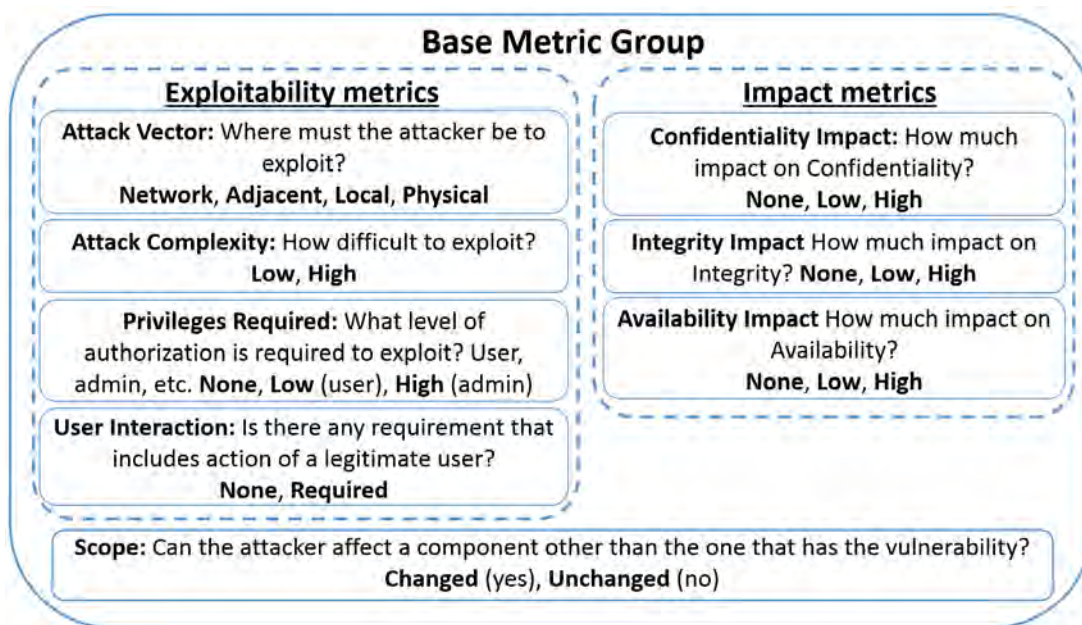 Base Metric Group
Exploitability metrics
Attack Vector: Where must the attacker be to
exploit?
Network, Adjacent, Local, Physical
Attack Complexity: How difficult to exploit?
Low, High
Privileges Required: What level of
authorization is required to exploit? User,
admin, etc. None, Low (user), High (admin)
User Interaction: Is there any requirement that
includes action of a legitimate user?
None, Required
Impact metrics
Confidentiality Impact: How much
impact on Confidentiality?
None, Low, High
Integrity Impact How much impact on
Integrity? None, Low, High
Availability Impact How much impact on
Availability?
None, Low, High
Scope: Can the attacker affect a component other than the one that has the vulnerability?
Changed (yes), Unchanged (no)